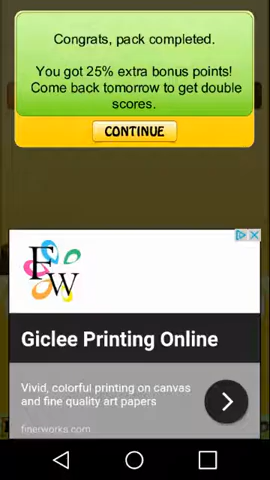 Congrats, pack completed.
You got 25% extra bonus points!
Come back tomorrow to get double
scores.
CONTINUE
FW
Giclee Printing Online
Vivid, colorful printing on canvas
and fine quality art papers
finerworks.com